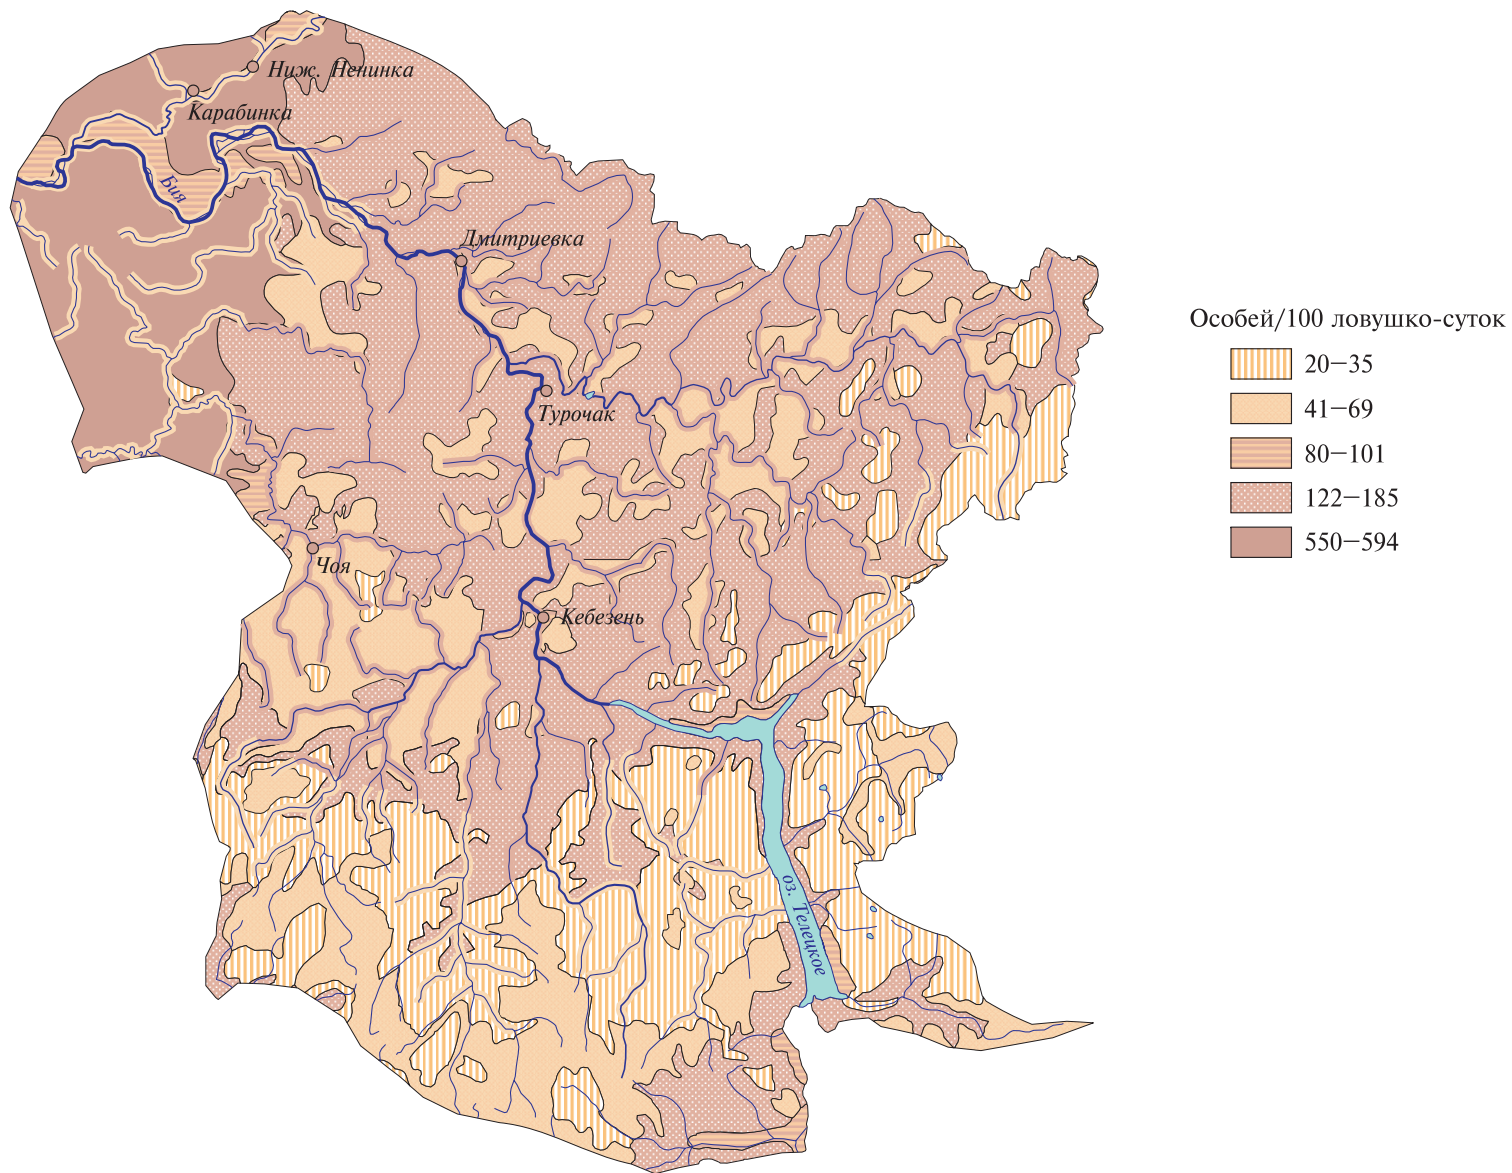 Ниж. Ненинка
Карабинка
Бия
Дмитриевка
Турочак
Чоя
Кебезень
оз. Телецкое
Особей/100 ловушко-суток
20–35
41–69
80–101
122–185
550–594